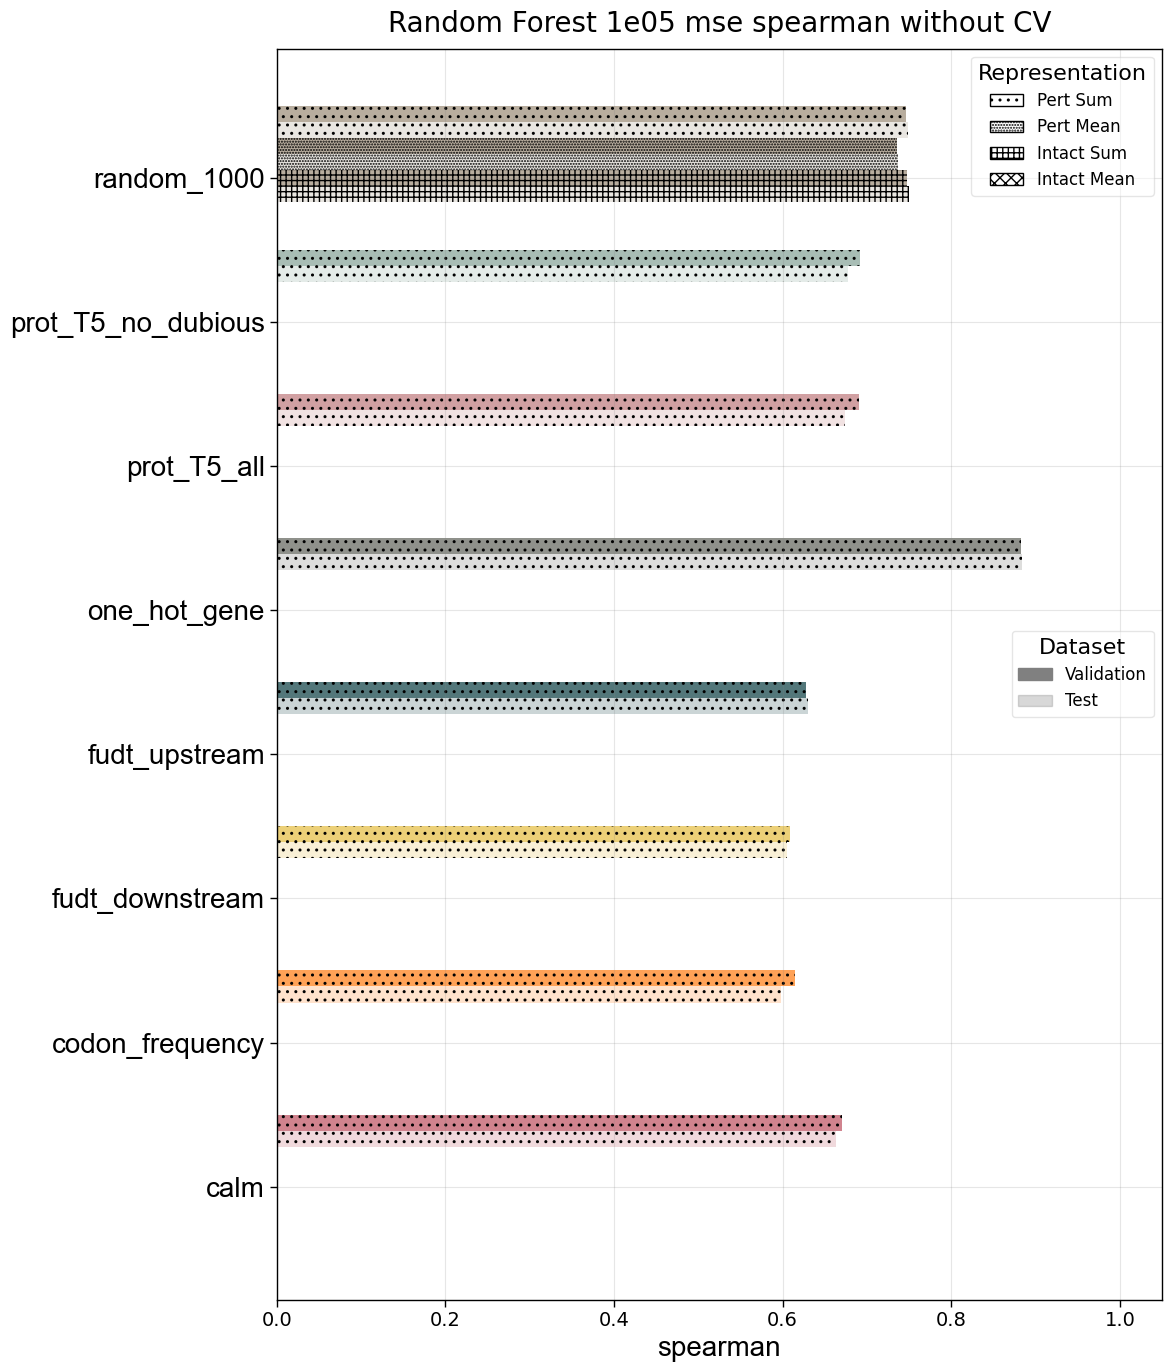 Random Forest 1e05 mse spearman without CV
Representation
Pert Sum
Pert Mean
Intact Sum
Intact Mean
random_1000
prot_T5_no_dubious
prot_T5_all
one_hot_gene
Dataset
Validation
Test
fudt_upstream
fudt_downstream
codon_frequency
calm
0.0 0.2 0.4 0.6 0.8 1.0
spearman